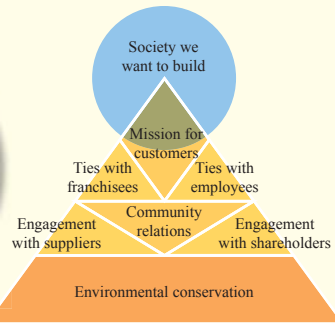 Society we
want to build
Mission for
customers
Ties with
franchisees
Ties with
employees
Community
relations
Engagement
with suppliers
Engagement
with shareholders
Environmental conservation